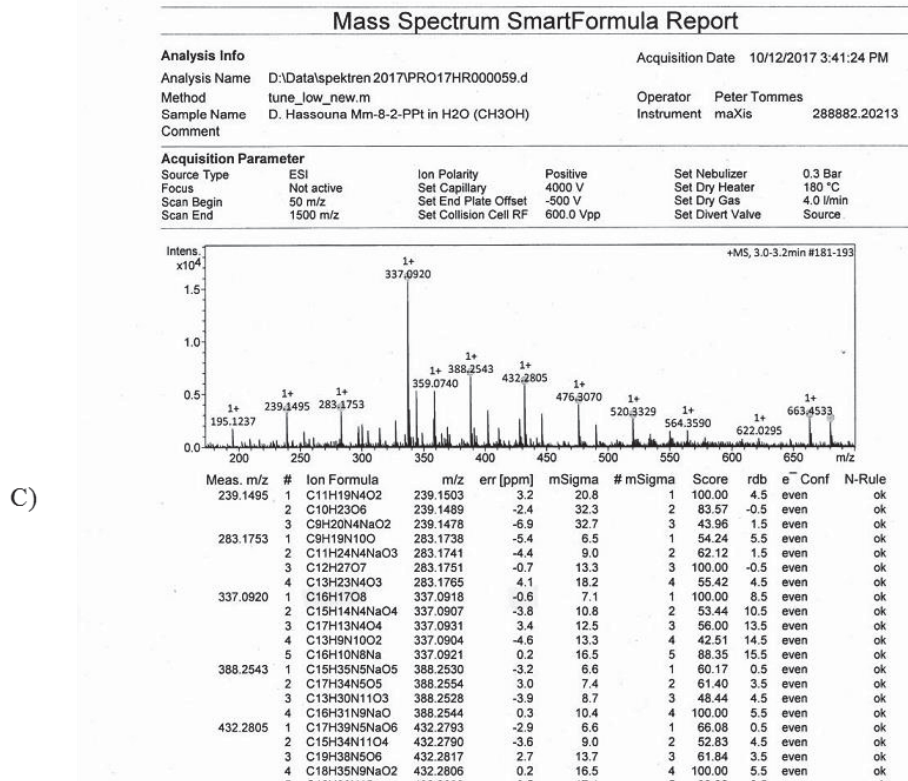 Mass Spectrum SmartFormula Report
Analysis Info
Acquisition Date 10/12/2017 3:41:24 PM
Analysis Name D:\Data\spektren 2017\PRO17HR000059.d
Method tune_low_new.m
Operator Peter Tommes
Sample Name D. Hassouna Mm-8-2-PPt in H2O (CH3OH)
Instrument maXis 288882.20213
Comment
Acquisition Parameter
Source Type ESI Ion Polarity Positive Set Nebulizer 0.3 Bar
Focus Not active Set Capillary 4000 V Set Dry Heater 180 °C
Scan Begin 50 m/z Set End Plate Offset -500 V Set Dry Gas 4.0 l/min
Scan End 1500 m/z Set Collision Cell RF 600.0 Vpp Set Divert Valve Source
Intens.
x10⁴
+MS, 3.0-3.2min #181-193
1+
337.0920
1.5
1.0
1+
388.2543
1+
432.2805
1+
359.0740
1+
476.3070
0.5
1+
239.1495
1+
283.1753
1+
195.1237
1+
520.3329
1+
564.3590
1+
622.0295
1+
663.4533
0.0
200 250 300 350 400 450 500 550 600 650 m/z
Meas. m/z # Ion Formula m/z err [ppm] mSigma # mSigma Score rdb e⁻ Conf N-Rule
239.1495 1 C11H19N4O2 239.1503 3.2 20.8 1 100.00 4.5 even ok
2 C10H23O6 239.1489 -2.4 32.3 2 83.57 -0.5 even ok
3 C9H20N4NaO2 239.1478 -6.9 32.7 3 43.96 1.5 even ok
283.1753 1 C9H19N10O 283.1738 -5.4 6.5 1 54.24 5.5 even ok
2 C11H24N4NaO3 283.1741 -4.4 9.0 2 62.12 1.5 even ok
3 C12H27O7 283.1751 -0.7 13.3 3 100.00 -0.5 even ok
4 C13H23N4O3 283.1765 4.1 18.2 4 55.42 4.5 even ok
337.0920 1 C16H17O8 337.0918 -0.6 7.1 1 100.00 8.5 even ok
2 C15H14N4NaO4 337.0907 -3.8 10.8 2 53.44 10.5 even ok
3 C17H13N4O4 337.0931 3.4 12.5 3 56.00 13.5 even ok
4 C13H9N10O2 337.0904 -4.6 13.3 4 42.51 14.5 even ok
5 C16H10N8Na 337.0921 0.2 16.5 5 88.35 15.5 even ok
388.2543 1 C15H35N5NaO5 388.2530 -3.2 6.6 1 60.17 0.5 even ok
2 C17H34N5O5 388.2554 3.0 7.4 2 61.40 3.5 even ok
3 C13H30N11O3 388.2528 -3.9 8.7 3 48.44 4.5 even ok
4 C16H31N9NaO 388.2544 0.3 10.4 4 100.00 5.5 even ok
432.2805 1 C17H39N5NaO6 432.2793 -2.9 6.6 1 66.08 0.5 even ok
2 C15H34N11O4 432.2790 -3.6 9.0 2 52.83 4.5 even ok
3 C19H38N5O6 432.2817 2.7 13.7 3 61.84 3.5 even ok
4 C18H35N9NaO2 432.2806 0.2 16.5 4 100.00 5.5 even ok
C)